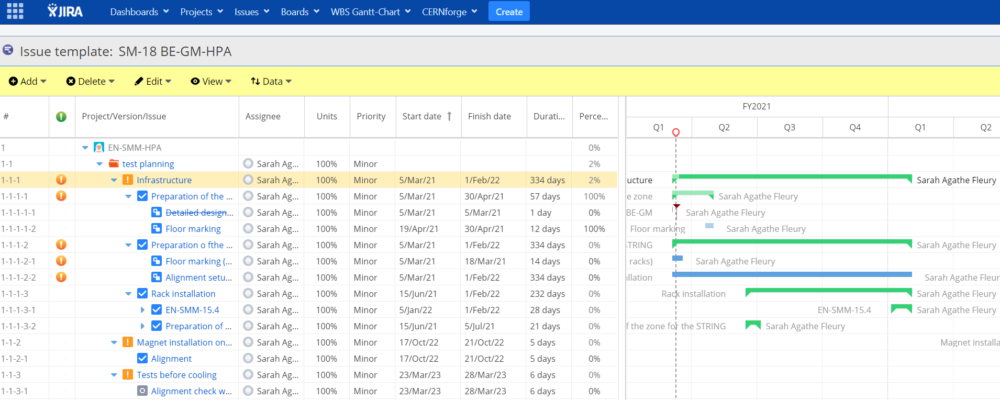 JIRA Dashboards Projects Issues Boards WBS Gantt-Chart CERNforge Create
Issue template: SM-18 BE-GM-HPA
Add Delete Edit View Data
# Project/Version/Issue Assignee Units Priority Start date Finish date Durati... Perce... FY2021
Q1 Q2 Q3 Q4 Q1 Q2
1 EN-SMM-HPA 0%
1-1 test planning Sarah Ag... 100% Minor 2%
1-1-1 Infrastructure Sarah Ag... 100% Minor 5/Mar/21 1/Feb/22 334 days 2% ucture Sarah Agathe Fleury
1-1-1-1 Preparation of the ... Sarah Ag... 100% Minor 5/Mar/21 30/Apr/21 57 days 100% e zone Sarah Agathe Fleury
1-1-1-1-1 Detailed design... Sarah Ag... 100% Minor 5/Mar/21 5/Mar/21 1 day 0% BE-GM Sarah Agathe Fleury
1-1-1-1-2 Floor marking Sarah Ag... 100% Minor 19/Apr/21 30/Apr/21 12 days 100% Floor marking Sarah Agathe Fleury
1-1-1-2 Preparation o fthe ... Sarah Ag... 100% Minor 5/Mar/21 1/Feb/22 334 days 0% STRING Sarah Agathe Fleury
1-1-1-2-1 Floor marking (... Sarah Ag... 100% Minor 5/Mar/21 18/Mar/21 14 days 0% racks) Sarah Agathe Fleury
1-1-1-2-2 Alignment setu... Sarah Ag... 100% Minor 5/Mar/21 1/Feb/22 334 days 0% llation Sarah Agathe Fleur
1-1-1-3 Rack installation Sarah Ag... 100% Minor 15/Jun/21 1/Feb/22 232 days 0% Rack installation Sarah Agathe Fleury
1-1-1-3-1 EN-SMM-15.4 Sarah Ag... 100% Minor 5/Jan/22 1/Feb/22 28 days 0% EN-SMM-15.4 Sarah Agathe Fleury
1-1-1-3-2 Preparation of ... Sarah Ag... 100% Minor 15/Jun/21 5/Jul/21 21 days 0% f the zone for the STRING Sarah Agathe Fleury
1-1-2 Magnet installation on... Sarah Ag... 100% Minor 17/Oct/22 21/Oct/22 5 days 0% Magnet installa
1-1-2-1 Alignment Sarah Ag... 100% Minor 17/Oct/22 21/Oct/22 5 days 0%
1-1-3 Tests before cooling Sarah Ag... 100% Minor 23/Mar/23 28/Mar/23 6 days 0%
1-1-3-1 Alignment check w... Sarah Ag... 100% Minor 23/Mar/23 28/Mar/23 6 days 0%